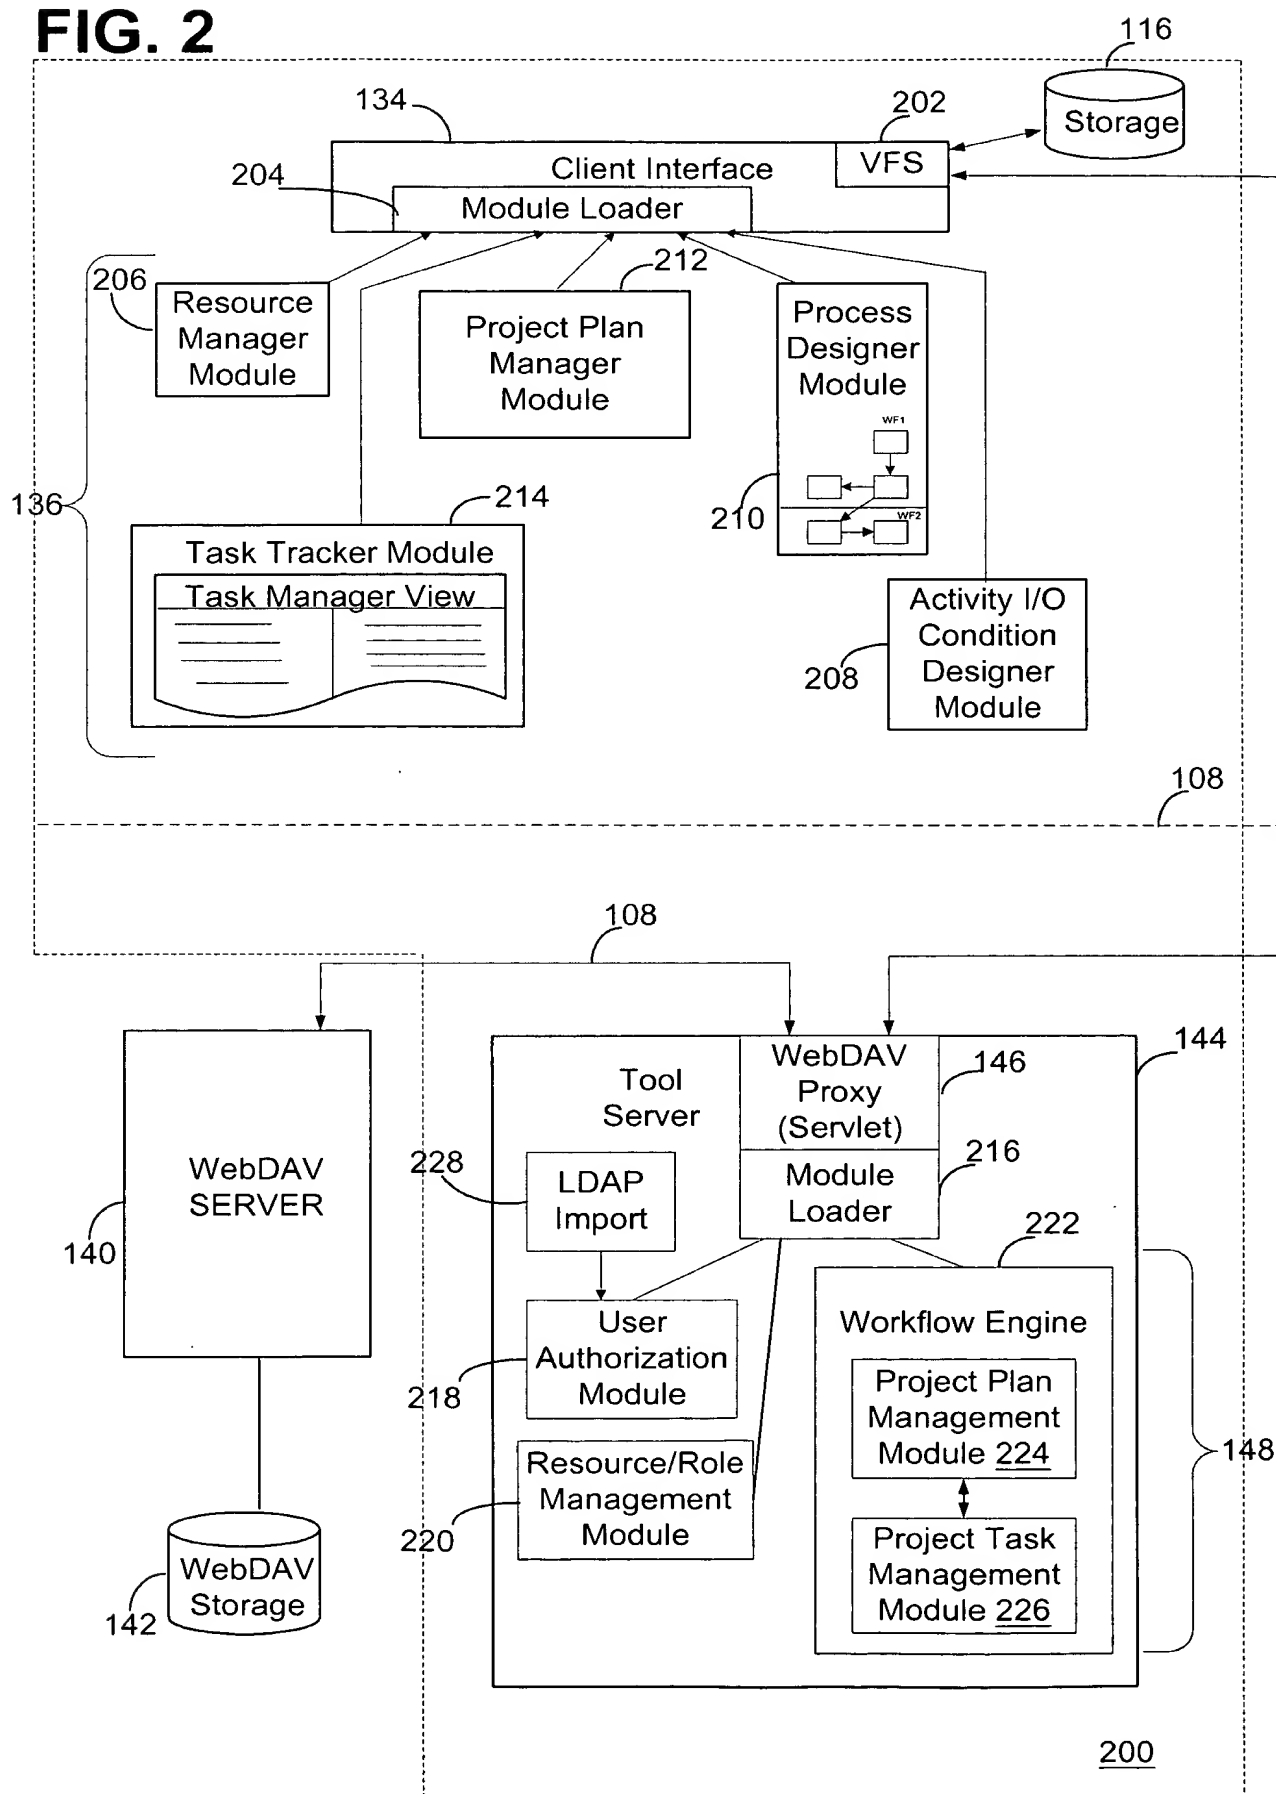 FIG. 2
116
Storage
134
202
Client Interface
VFS
204
Module Loader
206
Resource
Manager
Module
212
Project Plan
Manager
Module
Process
Designer
Module
WF1
WF2
210
136
214
Task Tracker Module
Task Manager View
Activity I/O
Condition
Designer
Module
208
108
108
WebDAV
SERVER
140
WebDAV
Storage
142
144
Tool
Server
WebDAV
Proxy
(Servlet)
146
Module
Loader
216
228
LDAP
Import
222
User
Authorization
Module
218
Resource/Role
Management
Module
220
Workflow Engine
Project Plan
Management
Module 224
Project Task
Management
Module 226
148
200